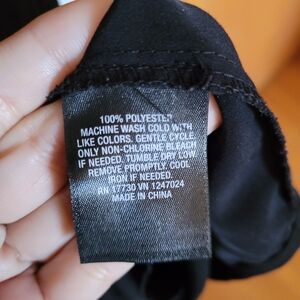 100% POLYESTER
MACHINE WASH COLD WITH
LIKE COLORS. GENTLE CYCLE.
ONLY NON-CHLORINE BLEACH
IF NEEDED. TUMBLE DRY LOW.
REMOVE PROMPTLY. COOL
IRON IF NEEDED.
RN 17730 VN 1247024
MADE IN CHINA